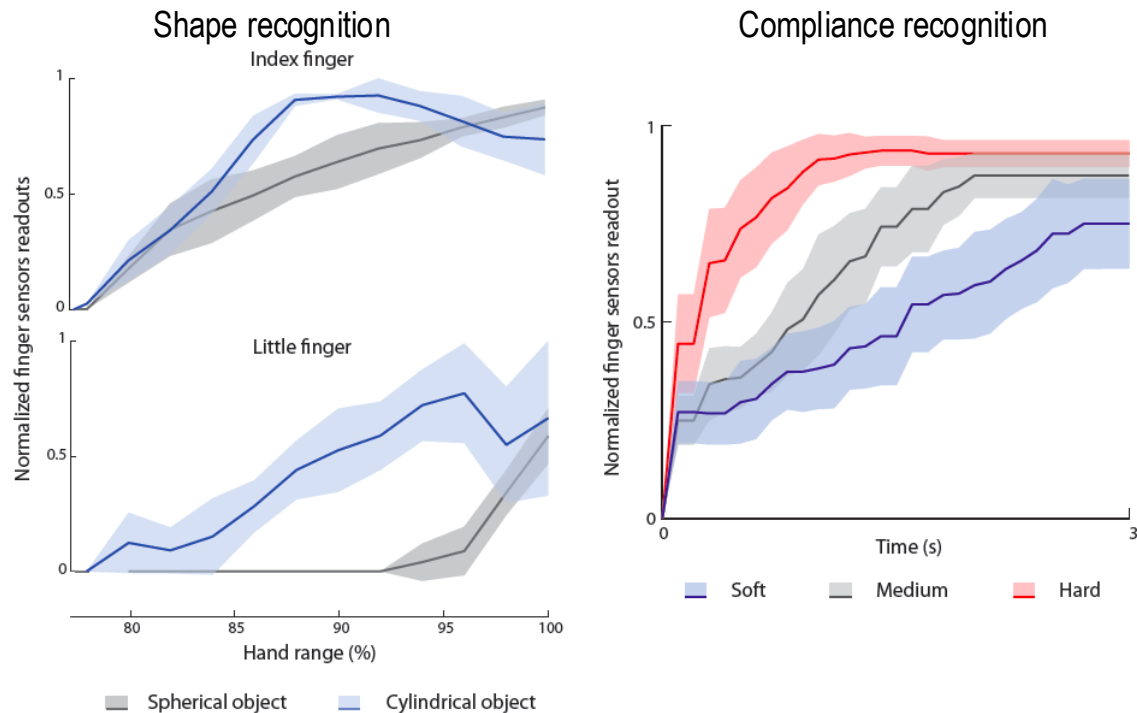 Shape recognition
Index finger
1
0.5
0
Little finger
1
0.5
0
Normalized finger sensors readouts
80 85 90 95 100
Hand range (%)
Spherical object Cylindrical object
Compliance recognition
1
0.5
0
Normalized finger sensors readout
0 3
Time (s)
Soft Medium Hard